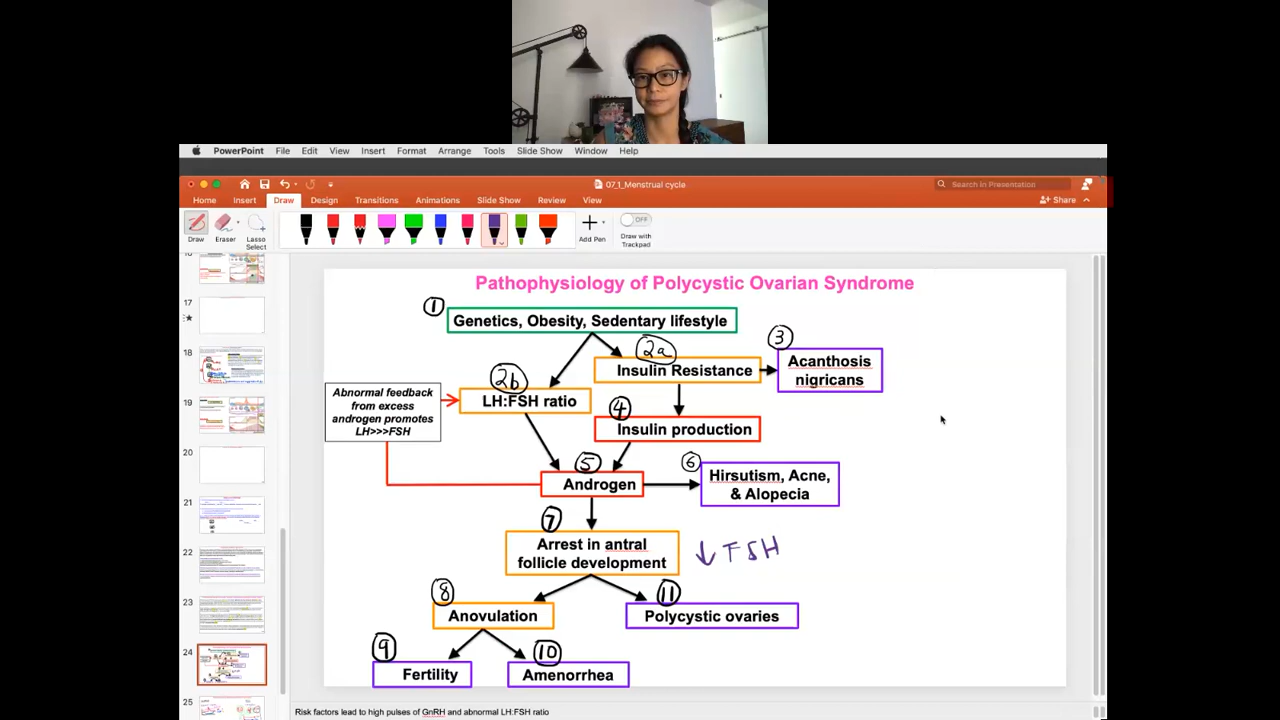 PowerPoint File Edit View Insert Format Arrange Tools Slide Show Window Help
07_1_Menstrual cycle
Search in Presentation
Home Insert Draw Design Transitions Animations Slide Show Review View
Share
Draw
Eraser
Lasso
Select
Add Pen
OFF
Draw with
Trackpad
17
18
19
20
21
22
23
24
25
Pathophysiology of Polycystic Ovarian Syndrome
1
Genetics, Obesity, Sedentary lifestyle
2a
Insulin Resistance
3
Acanthosis
nigricans
2b
LH:FSH ratio
Abnormal feedback
from excess
androgen promotes
LH>>>FSH
4
Insulin production
5
Androgen
6
Hirsutism, Acne,
& Alopecia
7
Arrest in antral
follicle development
↓ FSH
8
Anovulation
11
Polycystic ovaries
9
Fertility
10
Amenorrhea
Risk factors lead to high pulses of GnRH and abnormal LH:FSH ratio